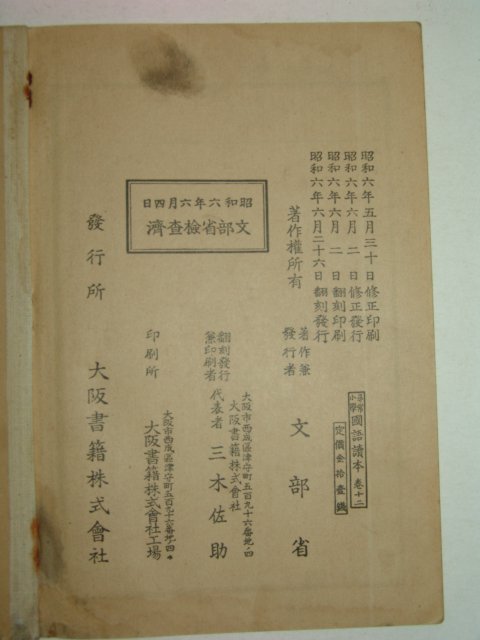 昭和六年五月三十日修正印刷
昭和六年六月二日修正發行
昭和六年六月二日翻刻印刷
昭和六年六月二十六日翻刻發行
尋常小學國語讀本 卷十二
定價金拾壹錢
著作權所有
著作兼發行者 文部省
昭和六年六月四日
文部省檢查濟
翻刻發行兼印刷者
大阪市西成區津守町五百九十六番地ノ四
大阪書籍株式會社
代表者 三木佐助
印刷所
大阪市西成區津守町五百九十六番地ノ四
大阪書籍株式會社工場
發行所 大阪書籍株式會社